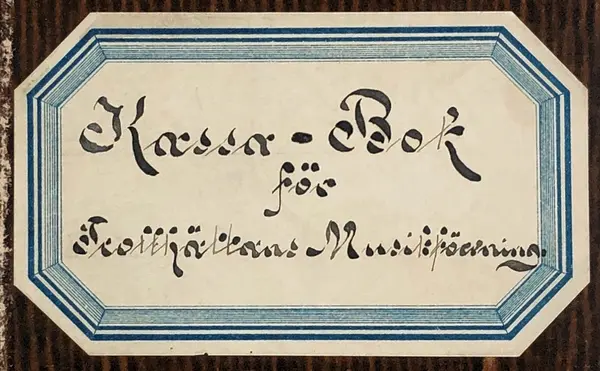 Kassa-Bok
för
Trollhättans Musikförening.